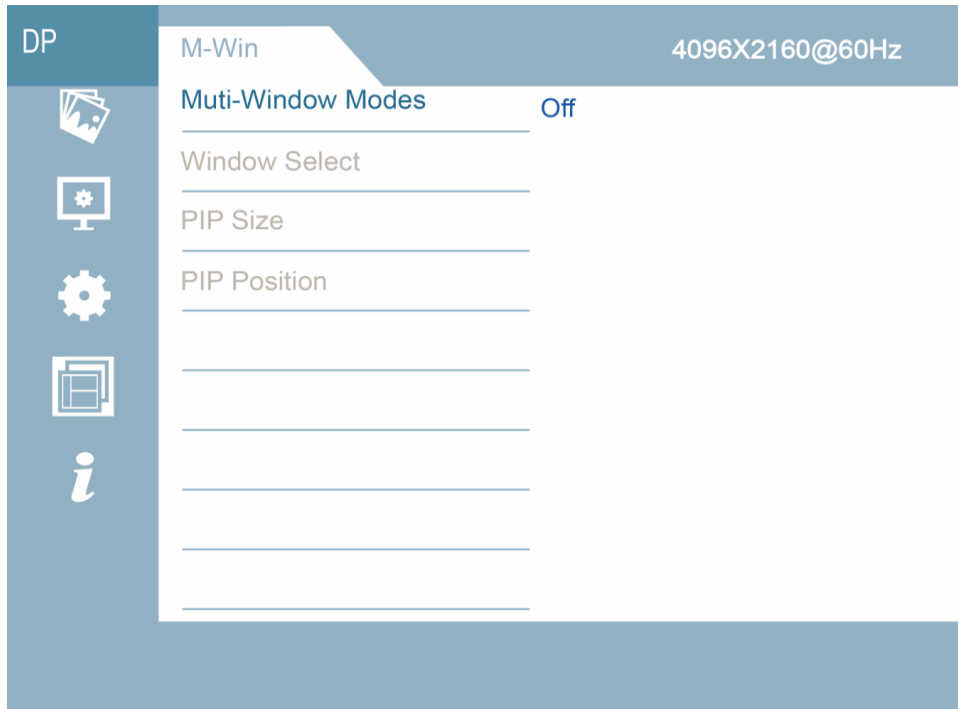 DP
M-Win
4096X2160@60Hz
Muti-Window Modes
Off
Window Select
PIP Size
PIP Position